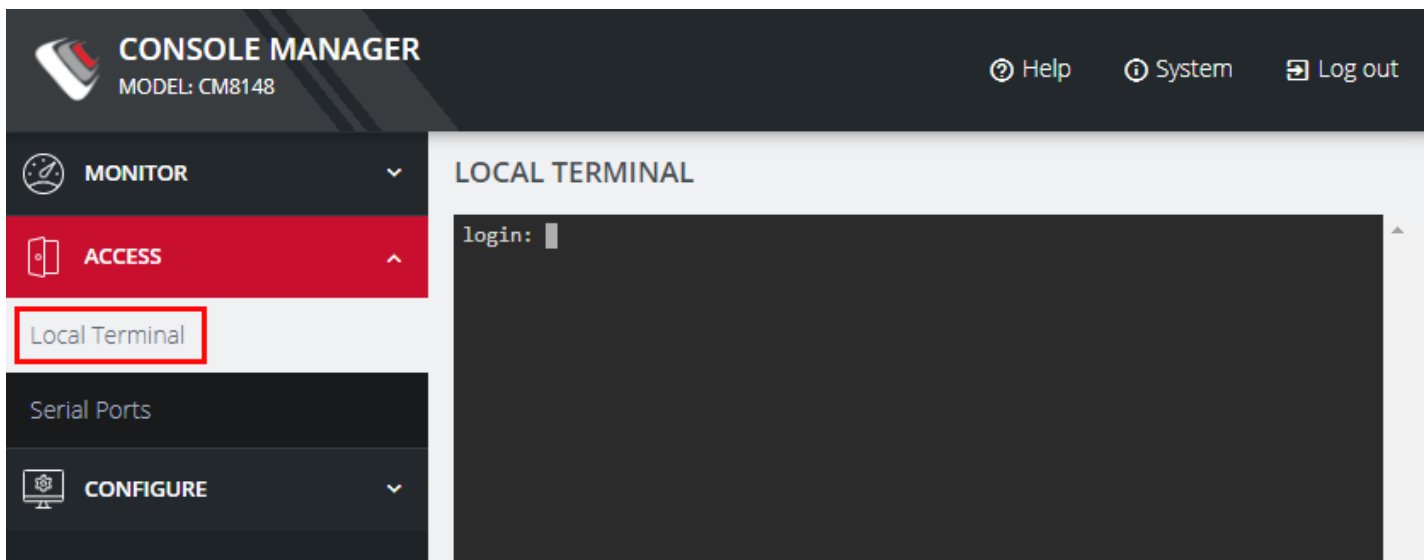 CONSOLE MANAGER
MODEL: CM8148
Help
System
Log out
MONITOR
ACCESS
Local Terminal
Serial Ports
CONFIGURE
LOCAL TERMINAL
login: